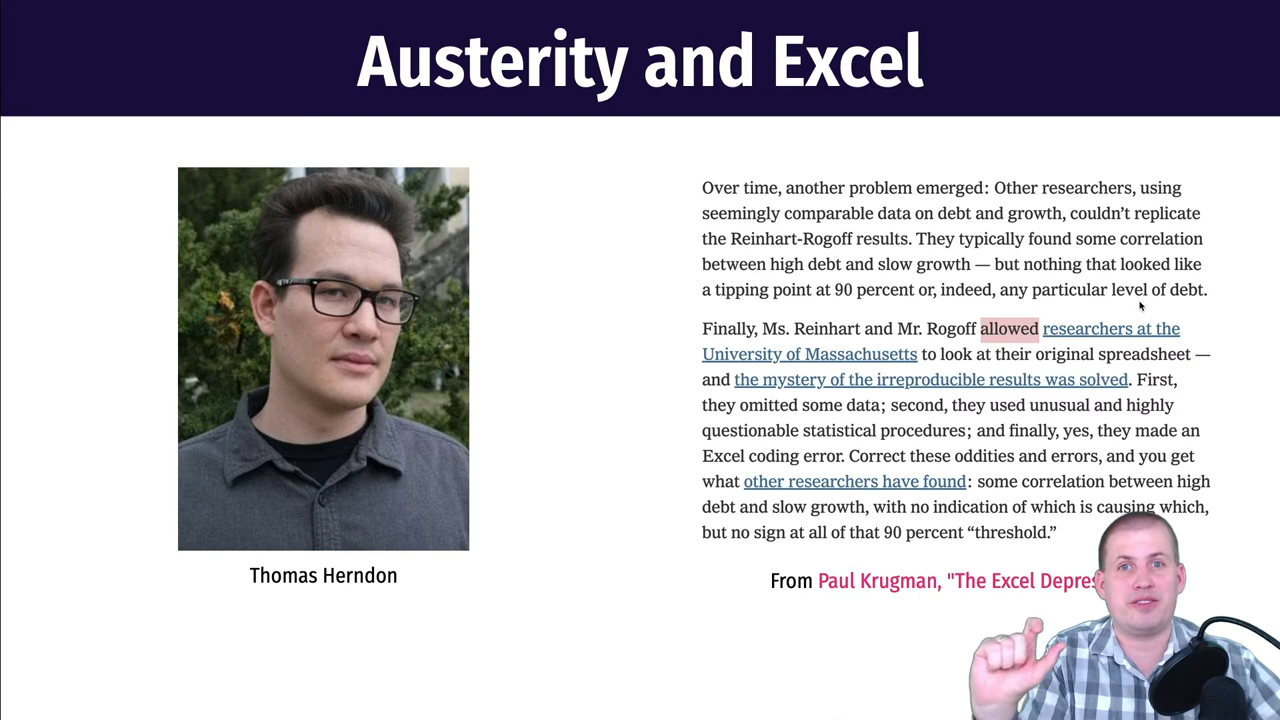 Austerity and Excel
Over time, another problem emerged: Other researchers, using
seemingly comparable data on debt and growth, couldn’t replicate
the Reinhart-Rogoff results. They typically found some correlation
between high debt and slow growth — but nothing that looked like
a tipping point at 90 percent or, indeed, any particular level of debt.
Finally, Ms. Reinhart and Mr. Rogoff allowed researchers at the
University of Massachusetts to look at their original spreadsheet —
and the mystery of the irreproducible results was solved. First,
they omitted some data; second, they used unusual and highly
questionable statistical procedures; and finally, yes, they made an
Excel coding error. Correct these oddities and errors, and you get
what other researchers have found: some correlation between high
debt and slow growth, with no indication of which is causing which,
but no sign at all of that 90 percent “threshold.”
Thomas Herndon
From Paul Krugman, "The Excel